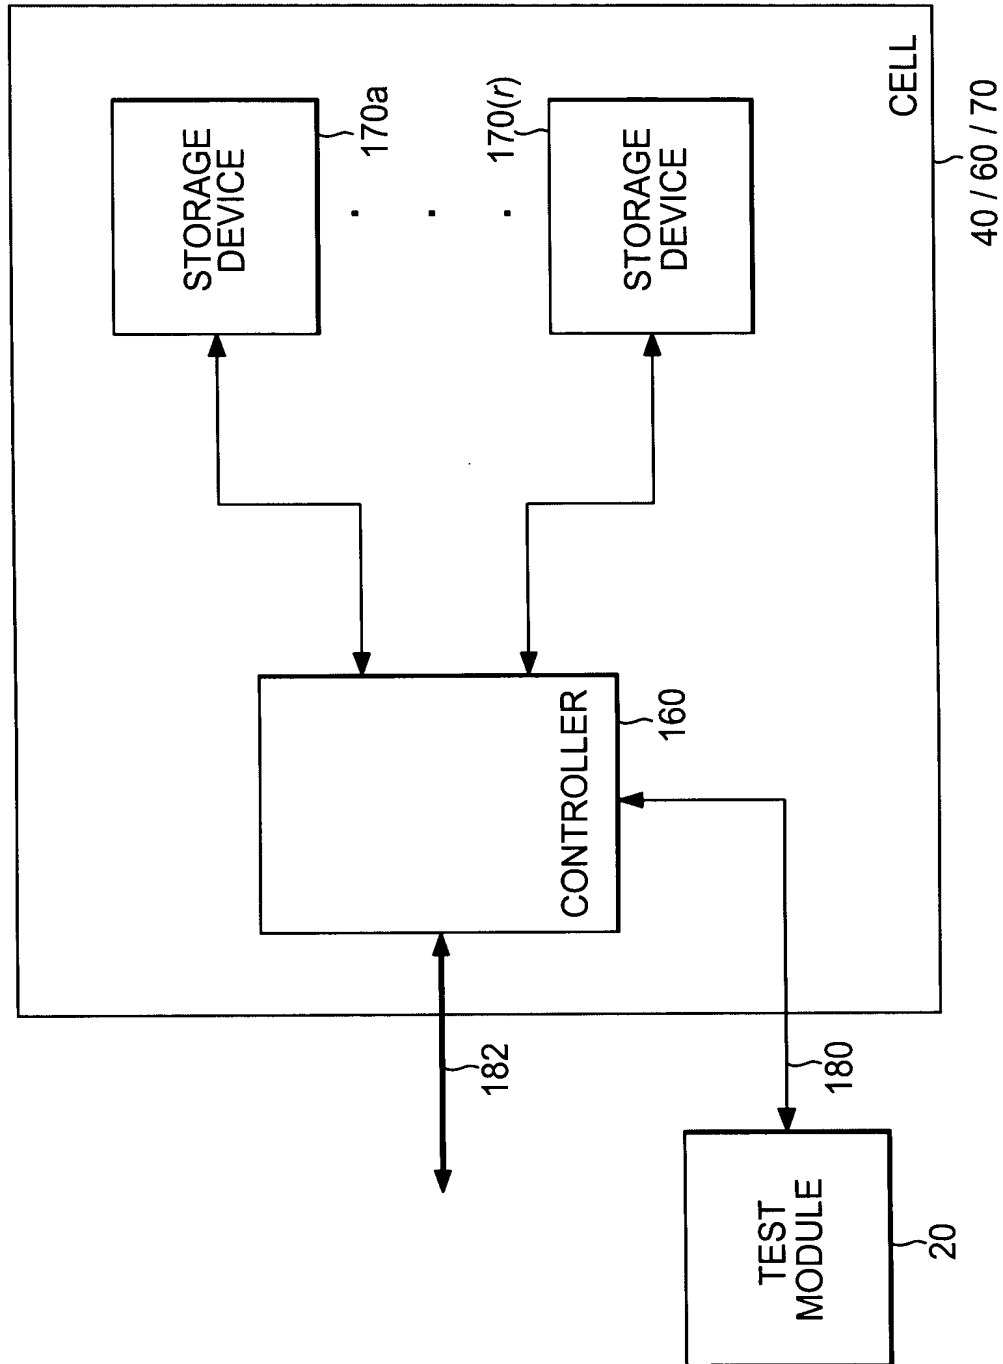 CELL
40 / 60 / 70
STORAGE
DEVICE
170a
STORAGE
DEVICE
170(r)
CONTROLLER
160
182
180
TEST
MODULE
20